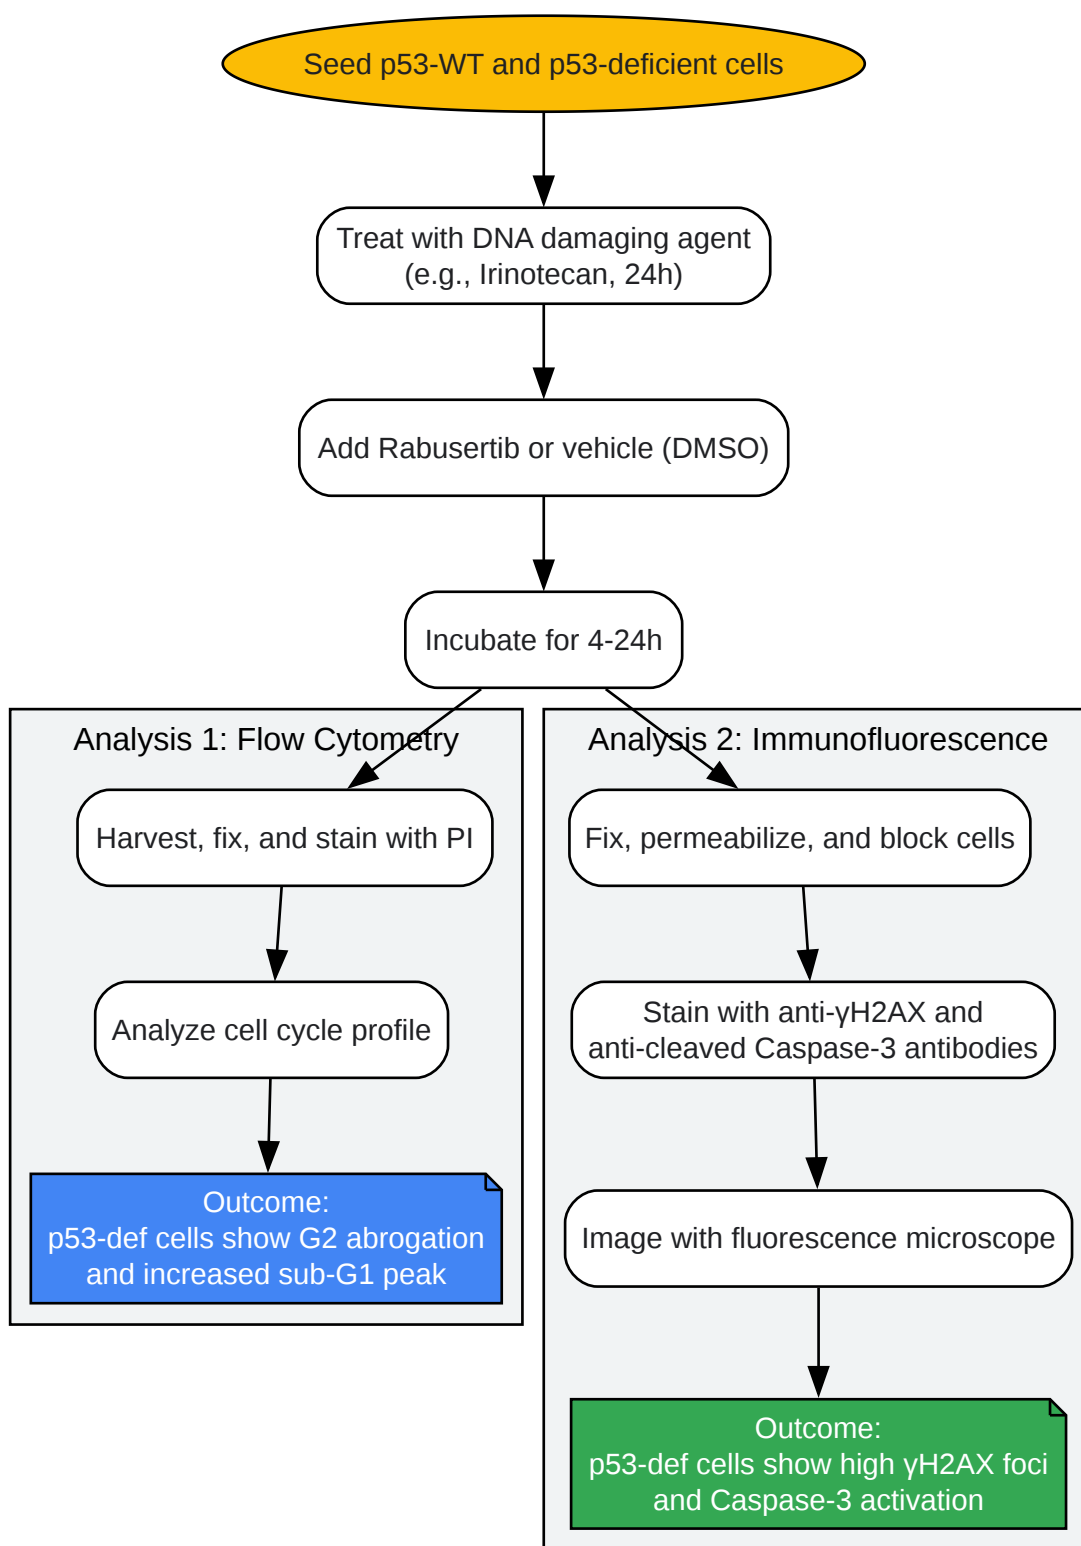 Seed p53-WT and p53-deficient cells
Treat with DNA damaging agent
(e.g., Irinotecan, 24h)
Add Rabusertib or vehicle (DMSO)
Incubate for 4-24h
Analysis 1: Flow Cytometry
Harvest, fix, and stain with PI
Analyze cell cycle profile
Outcome:
p53-def cells show G2 abrogation
and increased sub-G1 peak
Analysis 2: Immunofluorescence
Fix, permeabilize, and block cells
Stain with anti-γH2AX and
anti-cleaved Caspase-3 antibodies
Image with fluorescence microscope
Outcome:
p53-def cells show high γH2AX foci
and Caspase-3 activation